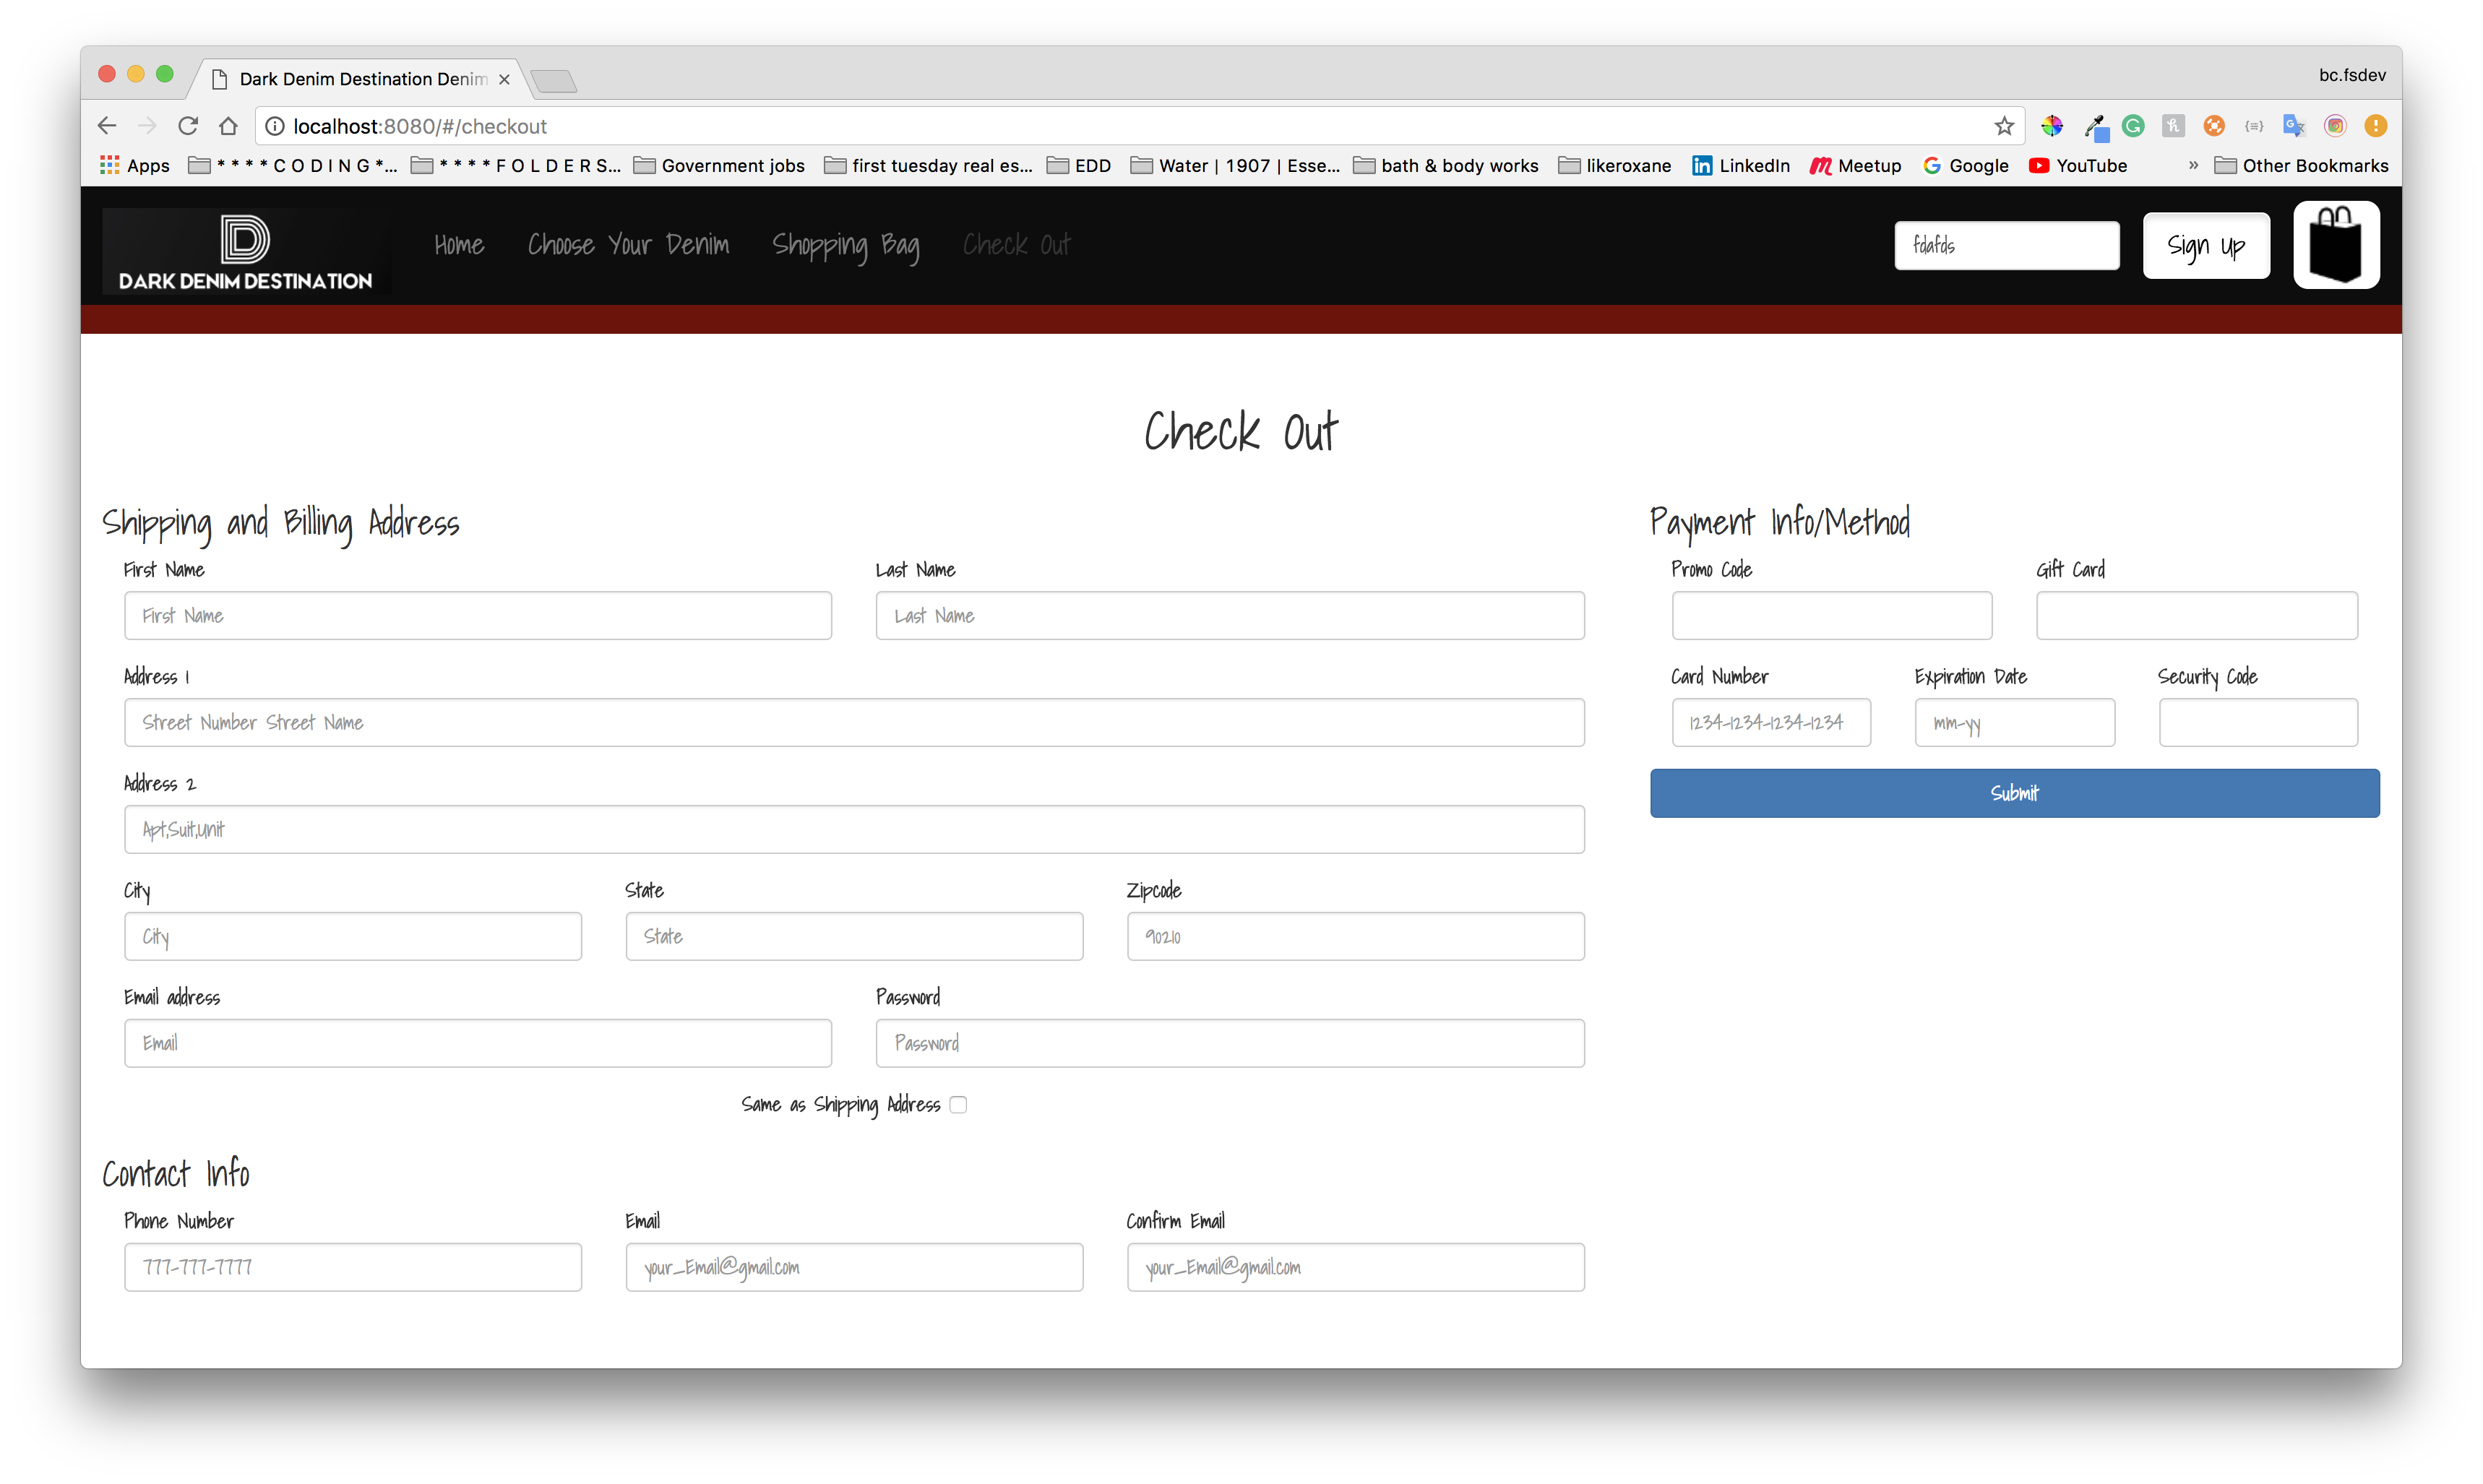 Dark Denim Destination Denim
bc.fsdev
localhost:8080/#/checkout
Apps * * * * C O D I N G *... * * * * F O L D E R S... Government jobs first tuesday real es... EDD Water | 1907 | Esse... bath & body works likeroxane LinkedIn Meetup Google YouTube » Other Bookmarks
D
DARK DENIM DESTINATION
Home Choose Your Denim Shopping Bag Check Out fdafds Sign Up
Check Out
Shipping and Billing Address
First Name Last Name
First Name Last Name
Address 1
Street Number Street Name
Address 2
Apt,Suit,Unit
City State Zipcode
City State 90210
Email address Password
Email Password
Same as Shipping Address
Contact Info
Phone Number Email Confirm Email
777-777-7777 your_Email@gmail.com your_Email@gmail.com
Payment Info/Method
Promo Code Gift Card
Card Number Expiration Date Security Code
1234-1234-1234-1234 mm-yy
Submit